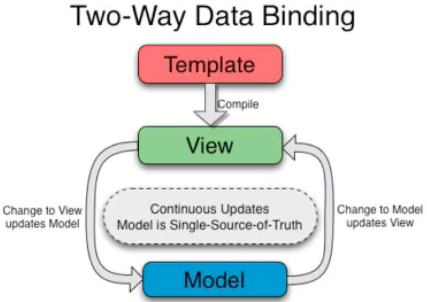 Two-Way Data Binding
Template
Compile
View
Continuous Updates
Model is Single-Source-of-Truth
Change to View
updates Model
Change to Model
updates View
Model